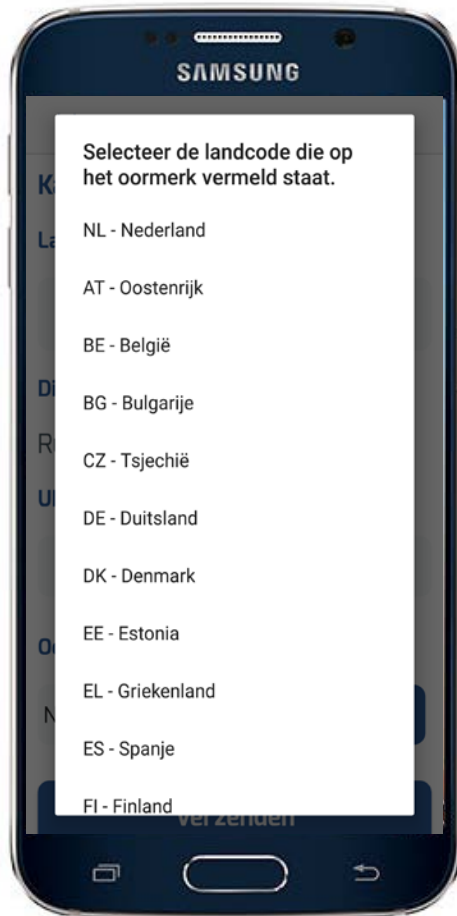 SAMSUNG
Selecteer de landcode die op
het oormerk vermeld staat.
NL - Nederland
AT - Oostenrijk
BE - België
BG - Bulgarije
CZ - Tsjechië
DE - Duitsland
DK - Denmark
EE - Estonia
EL - Griekenland
ES - Spanje
FI - Finland
Verzenden